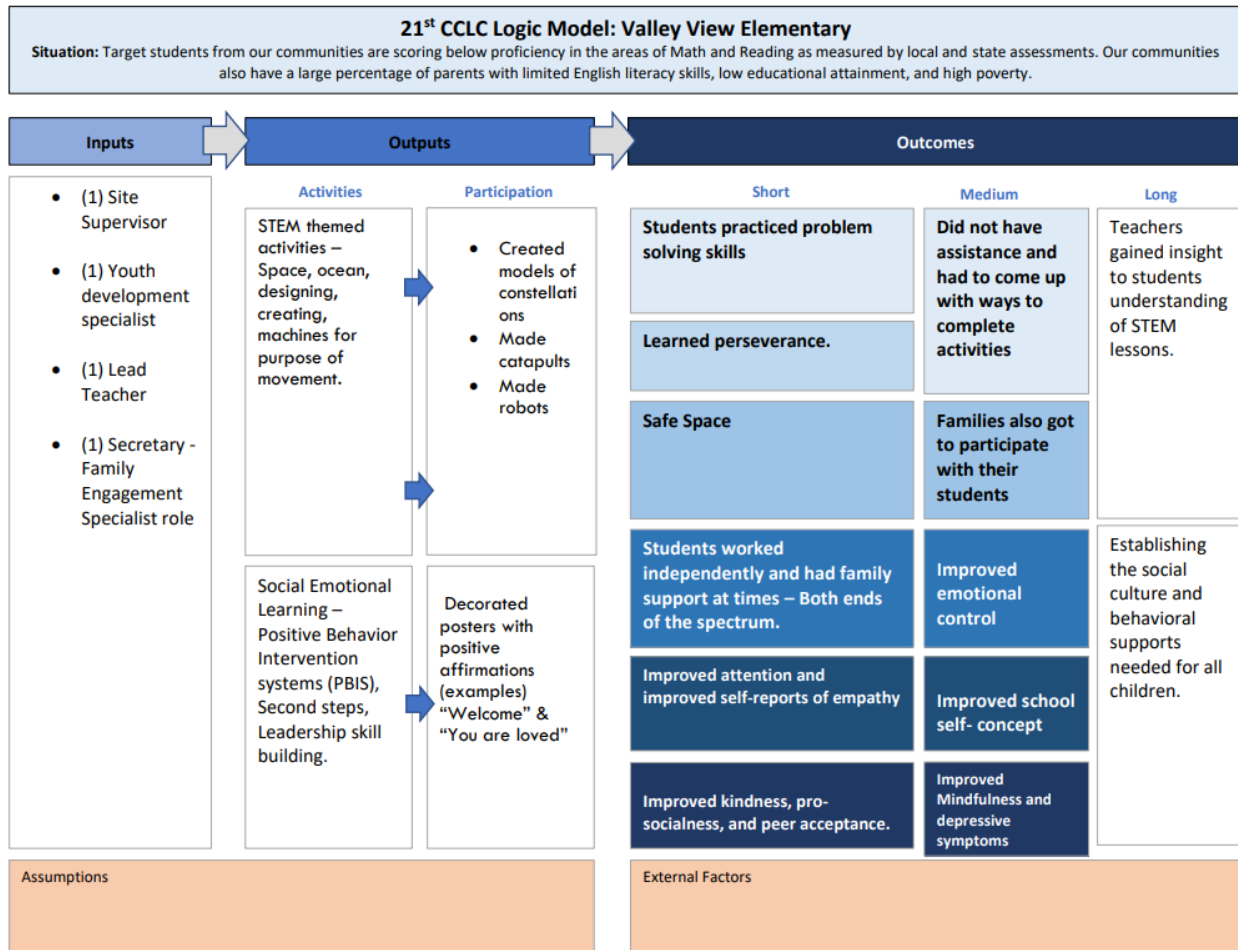 21st CCLC Logic Model: Valley View Elementary
Situation: Target students from our communities are scoring below proficiency in the areas of Math and Reading as measured by local and state assessments. Our communities
also have a large percentage of parents with limited English literacy skills, low educational attainment, and high poverty.
Inputs
Outputs
Outcomes
• (1) Site
Supervisor
• (1) Youth
development
specialist
• (1) Lead
Teacher
• (1) Secretary -
Family
Engagement
Specialist role
Activities
STEM themed
activities –
Space, ocean,
designing,
creating,
machines for
purpose of
movement.
Social Emotional
Learning –
Positive Behavior
Intervention
systems (PBIS),
Second steps,
Leadership skill
building.
Participation
• Created
models of
constellati
ons
• Made
catapults
• Made
robots
Decorated
posters with
positive
affirmations
(examples)
“Welcome” &
“You are loved”
Short
Students practiced problem
solving skills
Learned perseverance.
Safe Space
Students worked
independently and had family
support at times – Both ends
of the spectrum.
Improved attention and
improved self-reports of empathy
Improved kindness, pro-
socialness, and peer acceptance.
Medium
Did not have
assistance and
had to come up
with ways to
complete
activities
Families also got
to participate
with their
students
Improved
emotional
control
Improved school
self- concept
Improved
Mindfulness and
depressive
symptoms
Long
Teachers
gained insight
to students
understanding
of STEM
lessons.
Establishing
the social
culture and
behavioral
supports
needed for all
children.
Assumptions
External Factors